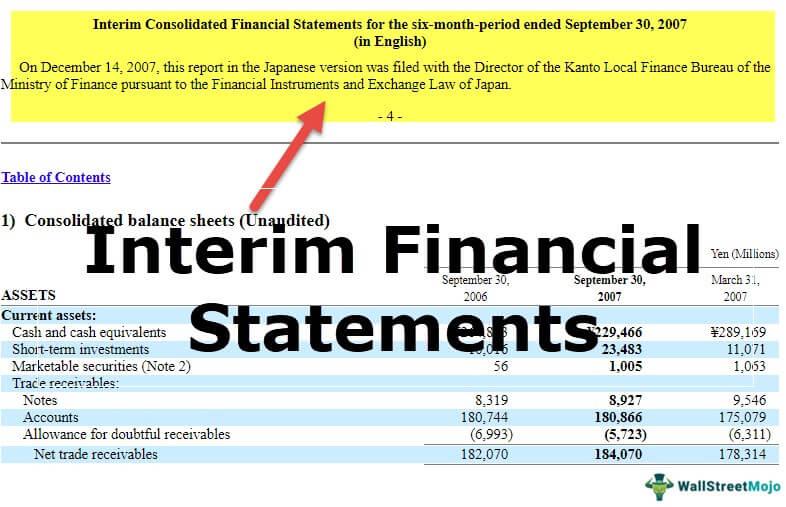 Interim Consolidated Financial Statements for the six-month-period ended September 30, 2007
(in English)
On December 14, 2007, this report in the Japanese version was filed with the Director of the Kanto Local Finance Bureau of the
Ministry of Finance pursuant to the Financial Instruments and Exchange Law of Japan.
- 4 -
Table of Contents
1) Consolidated balance sheets (Unaudited)
Interim Financial
Statements
Yen (Millions)
September 30, 2006 September 30, 2007 March 31, 2007
ASSETS
Current assets:
Cash and cash equivalents ¥229,466 ¥289,169
Short-term investments 23,483 11,071
Marketable securities (Note 2) 56 1,005 1,063
Trade receivables:
Notes 8,319 8,927 9,546
Accounts 180,744 180,866 175,079
Allowance for doubtful receivables (6,993) (5,723) (6,311)
Net trade receivables 182,070 184,070 178,314
WallStreetMojo